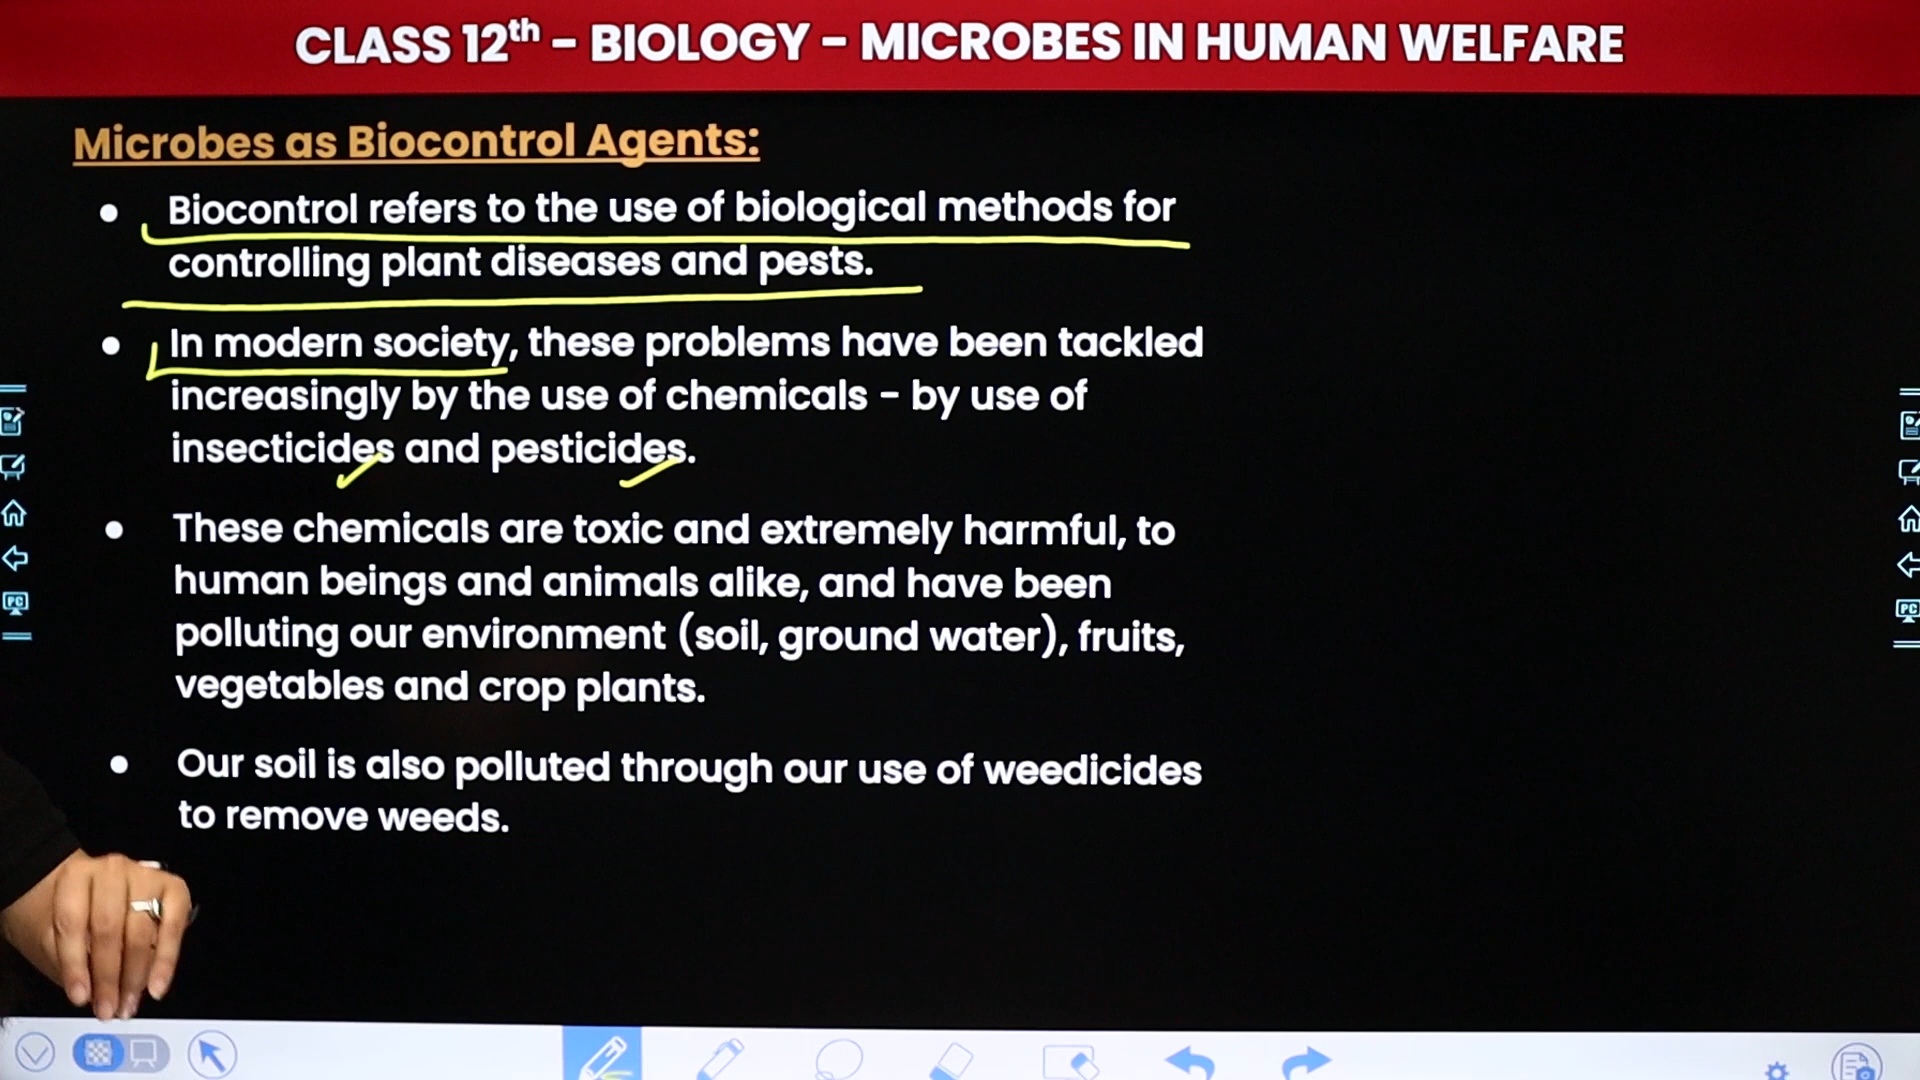 CLASS 12th – BIOLOGY – MICROBES IN HUMAN WELFARE
Microbes as Biocontrol Agents:
● Biocontrol refers to the use of biological methods for
controlling plant diseases and pests.
● In modern society, these problems have been tackled
increasingly by the use of chemicals – by use of
insecticides and pesticides.
● These chemicals are toxic and extremely harmful, to
human beings and animals alike, and have been
polluting our environment (soil, ground water), fruits,
vegetables and crop plants.
● Our soil is also polluted through our use of weedicides
to remove weeds.
PC
PC